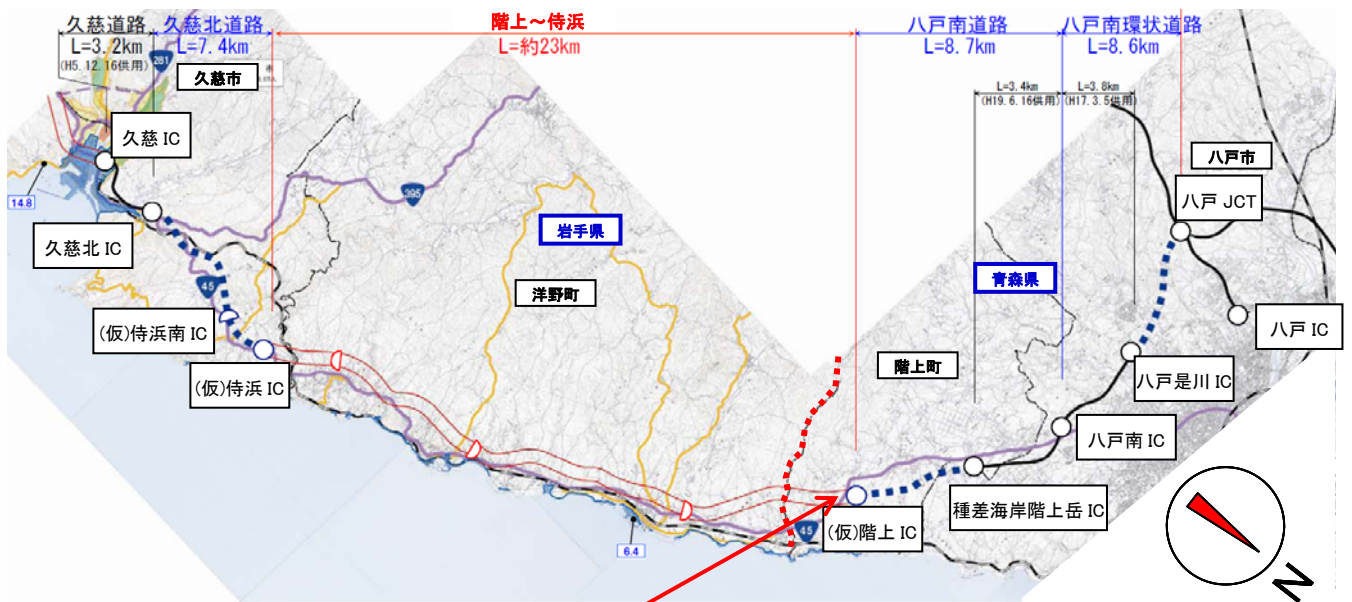 久慈道路
L=3.2km
(H5.12.16供用)
久慈北道路
L=7.4km
階上～侍浜
L=約23km
八戸南道路
L=8.7km
八戸南環状道路
L=8.6km
L=3.4km
(H19.6.16供用)
L=3.8km
(H17.3.5供用)
281
久慈市
久慈 IC
395
八戸市
八戸 JCT
14.8
久慈北 IC
岩手県
青森県
45
洋野町
(仮)侍浜南 IC
八戸 IC
(仮)侍浜 IC
階上町
八戸是川 IC
八戸南 IC
種差海岸階上岳 IC
45
(仮)階上 IC
6.4
N